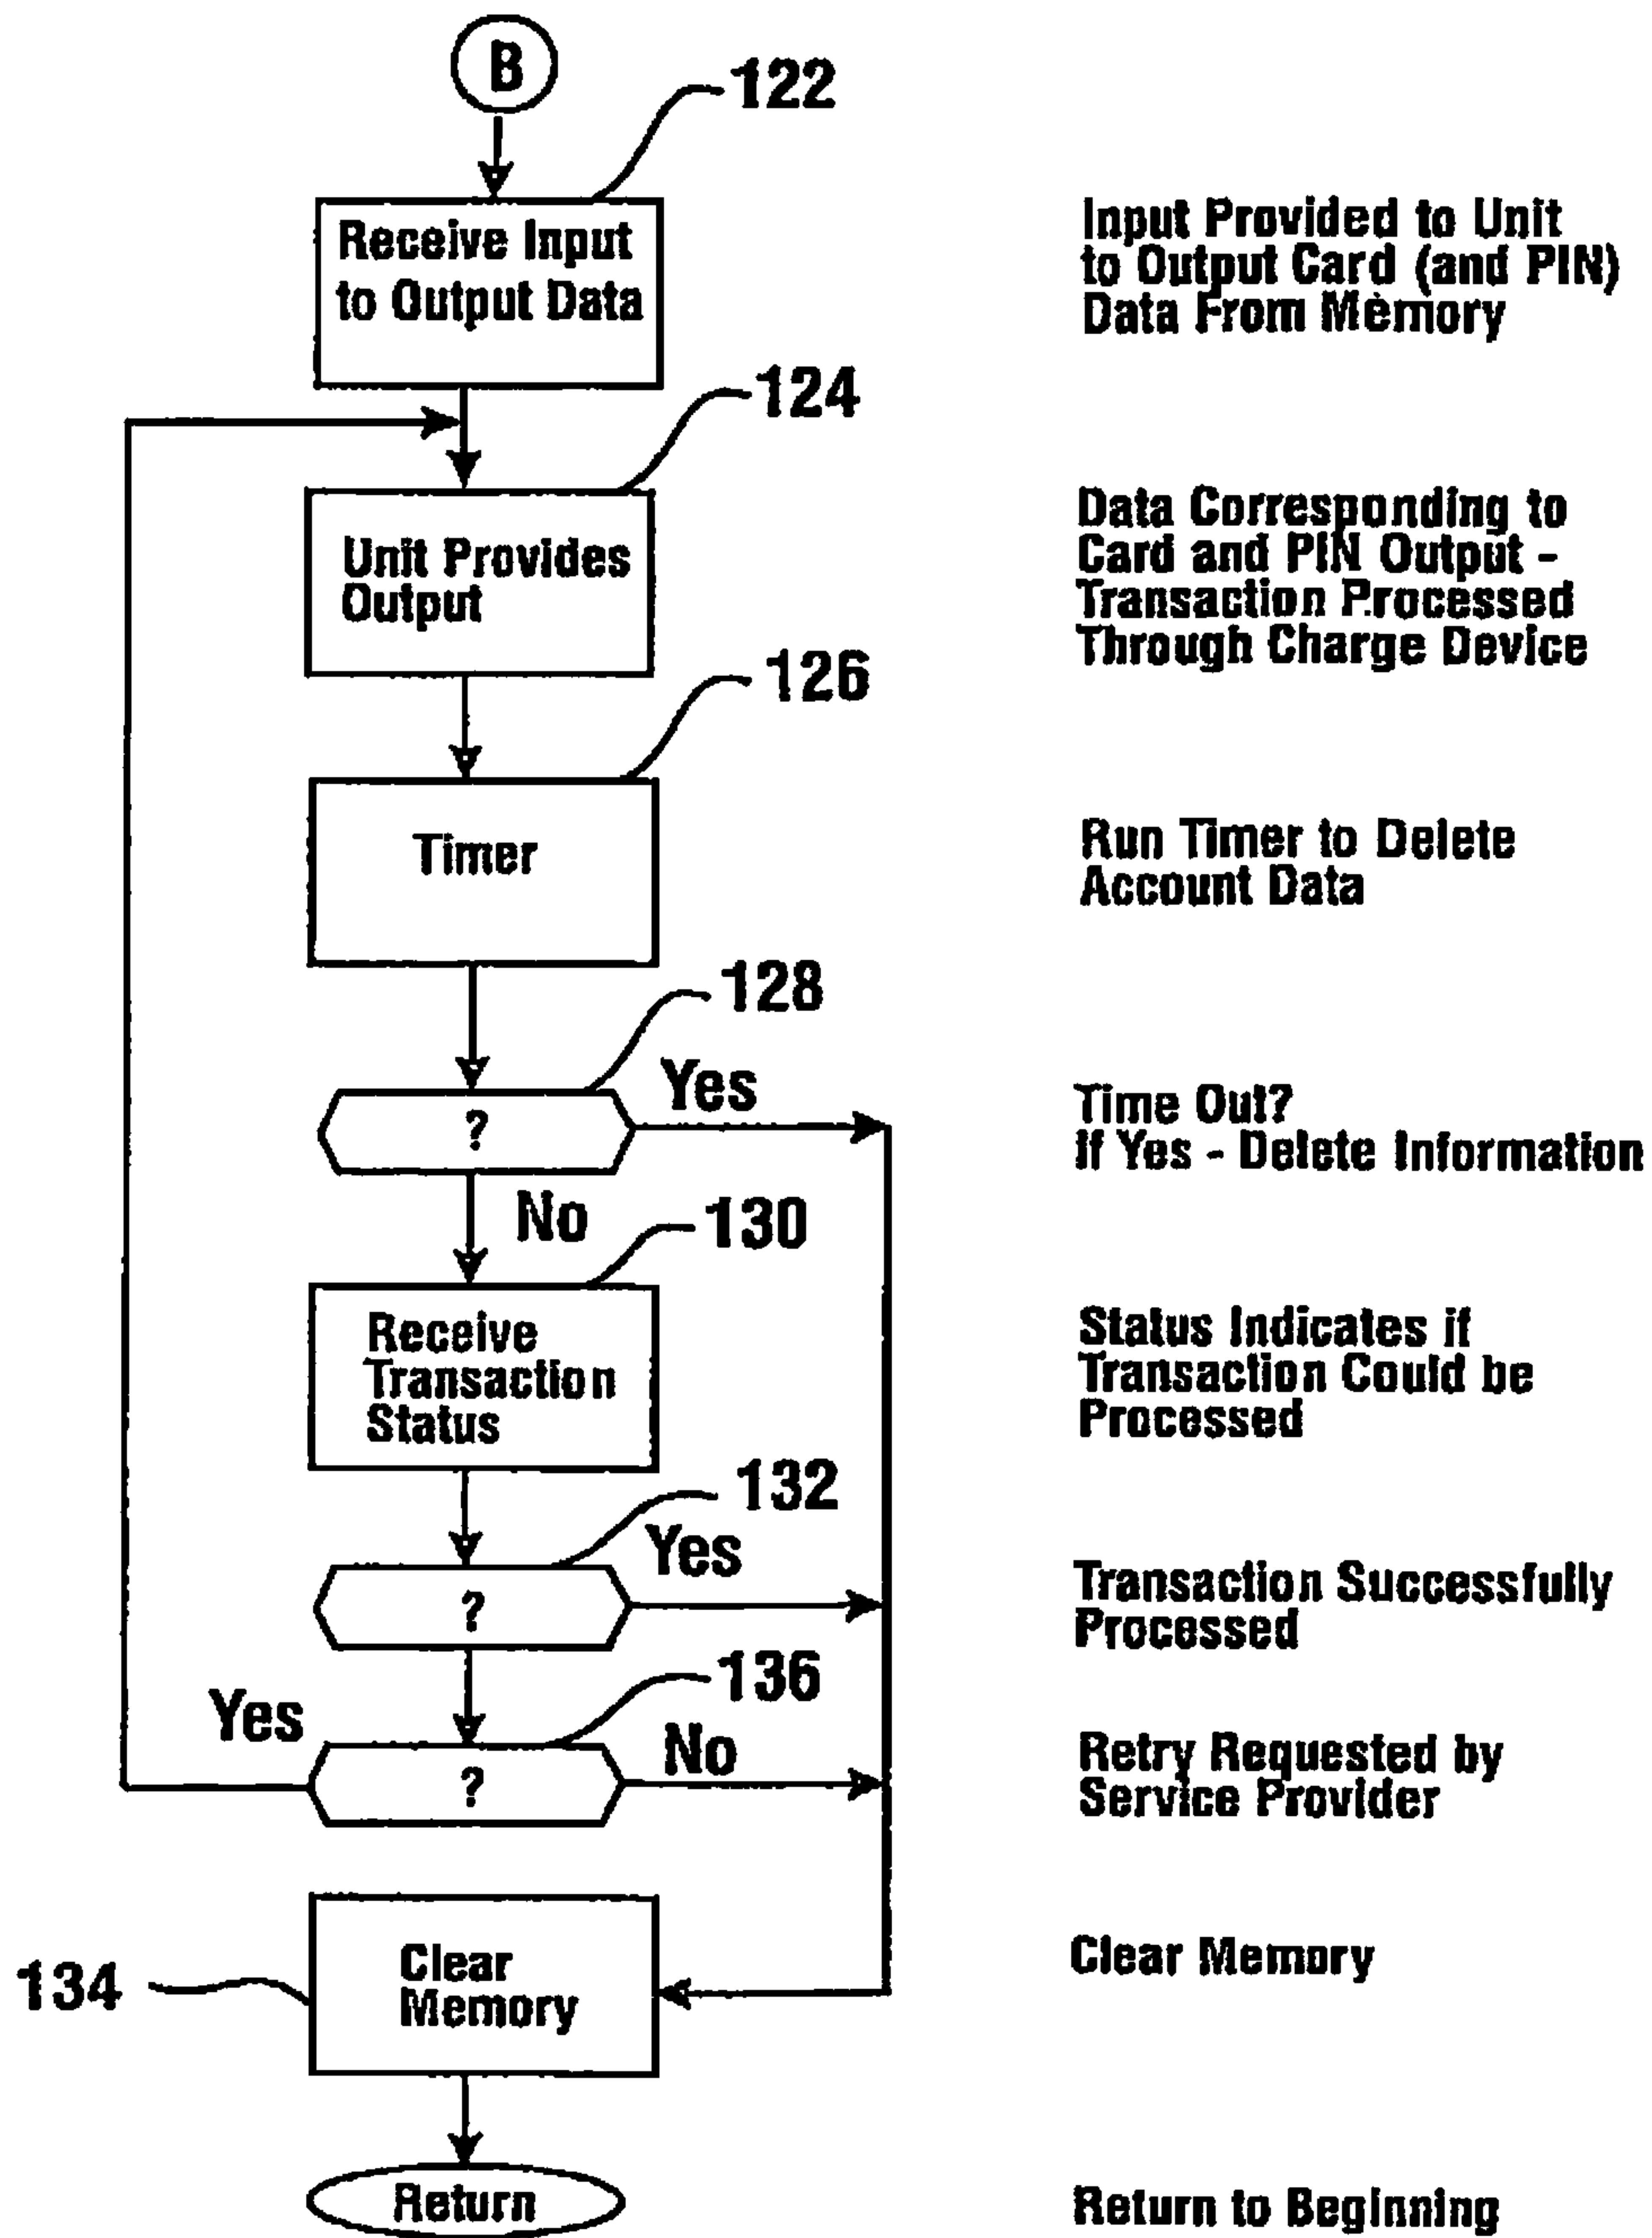 B
122
Receive Input
to Output Data
Input Provided to Unit
to Output Card (and PIN)
Data From Memory
124
Unit Provides
Output
Data Corresponding to
Card and PIN Output -
Transaction Processed
Through Charge Device
126
Timer
Run Timer to Delete
Account Data
128
?
Yes
No
Time Out?
If Yes - Delete Information
130
Receive
Transaction
Status
Status Indicates if
Transaction Could be
Processed
132
?
Yes
Transaction Successfully
Processed
136
Yes
?
No
Retry Requested by
Service Provider
134
Clear
Memory
Clear Memory
Return
Return to Beginning